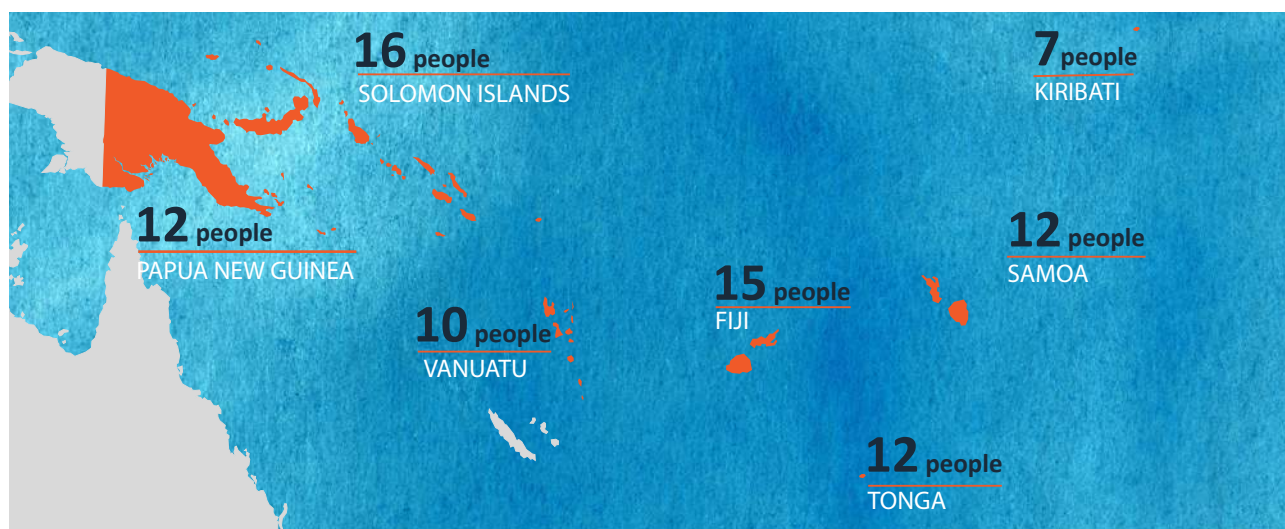 16 people
SOLOMON ISLANDS
7 people
KIRIBATI
12 people
PAPUA NEW GUINEA
12 people
SAMOA
15 people
FIJI
10 people
VANUATU
12 people
TONGA